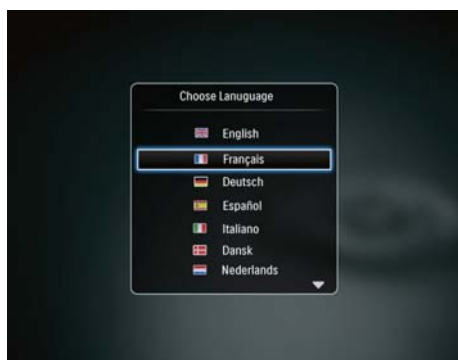 Choose Lanuguage
English
Français
Deutsch
Español
Italiano
Dansk
Nederlands